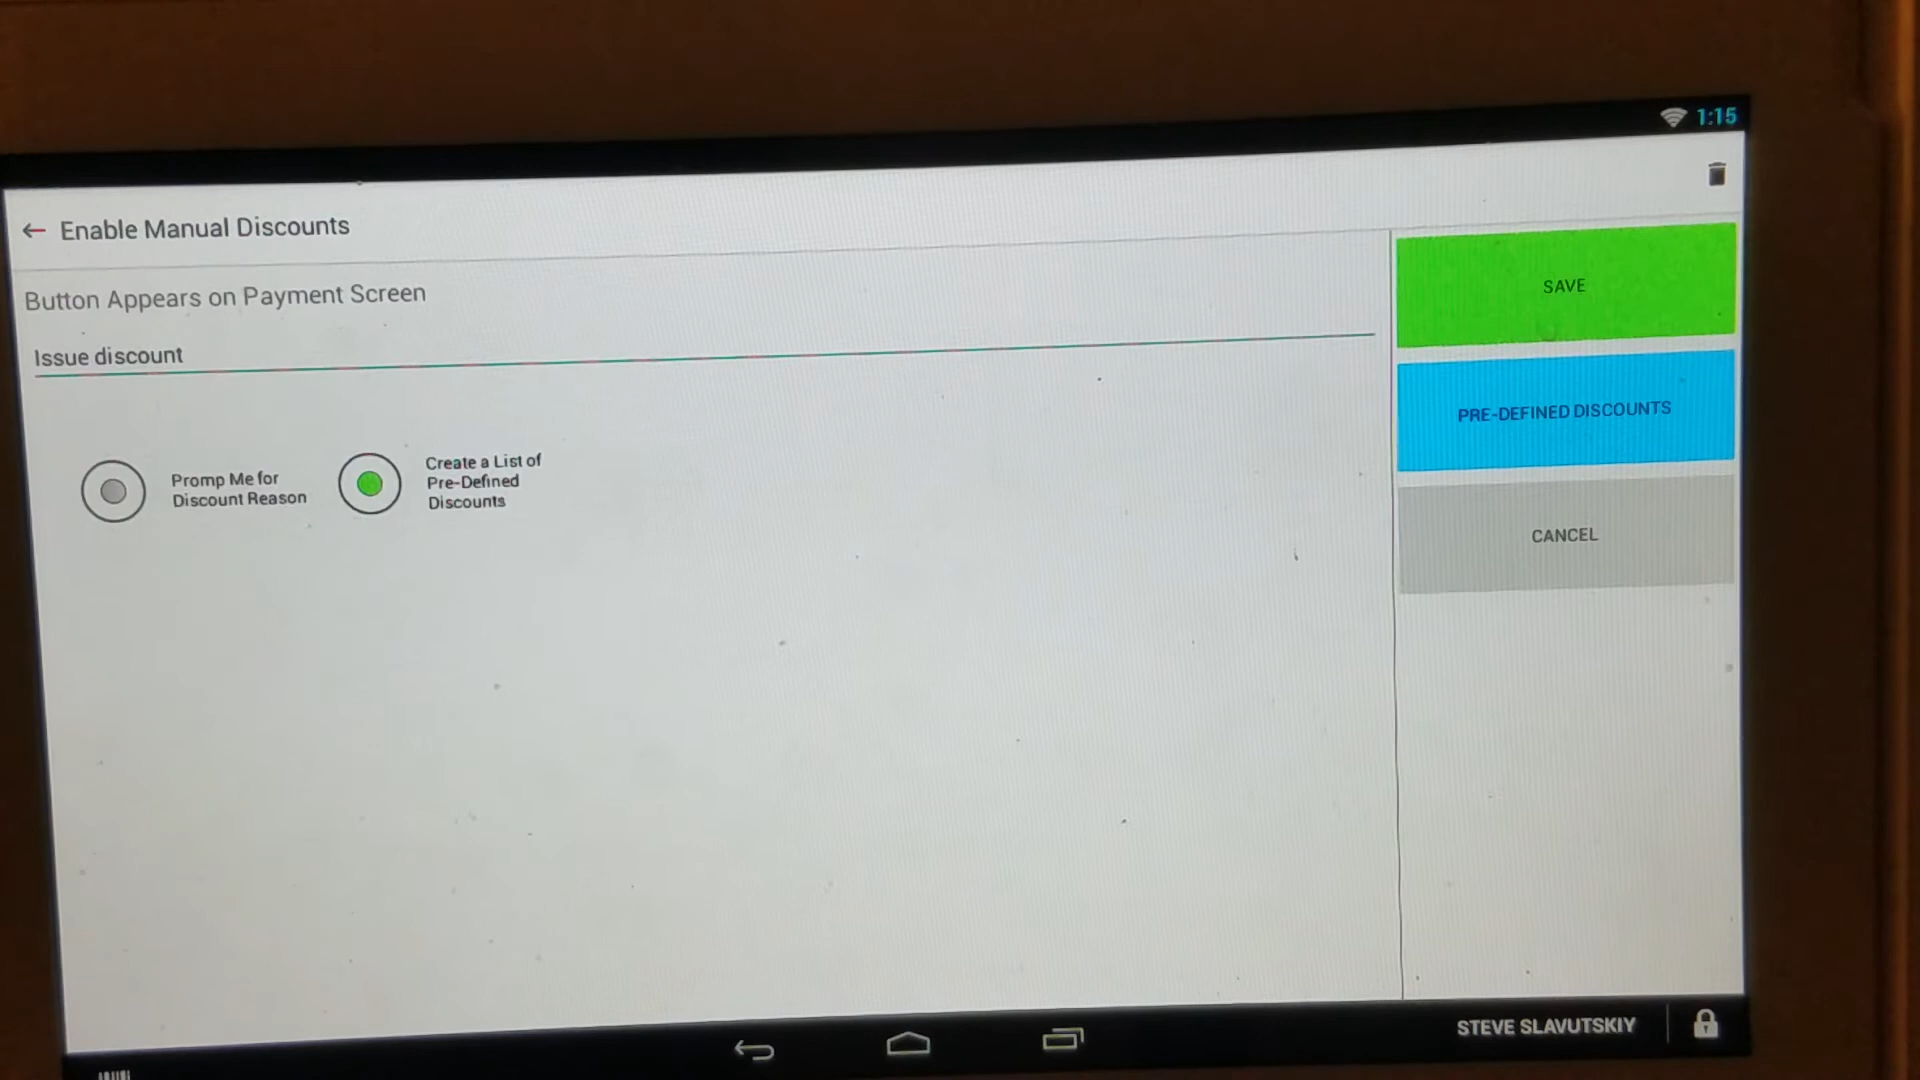 1:15
Enable Manual Discounts
Button Appears on Payment Screen
Issue discount
Promp Me for
Discount Reason
Create a List of
Pre-Defined
Discounts
SAVE
PRE-DEFINED DISCOUNTS
CANCEL
STEVE SLAVUTSKIY